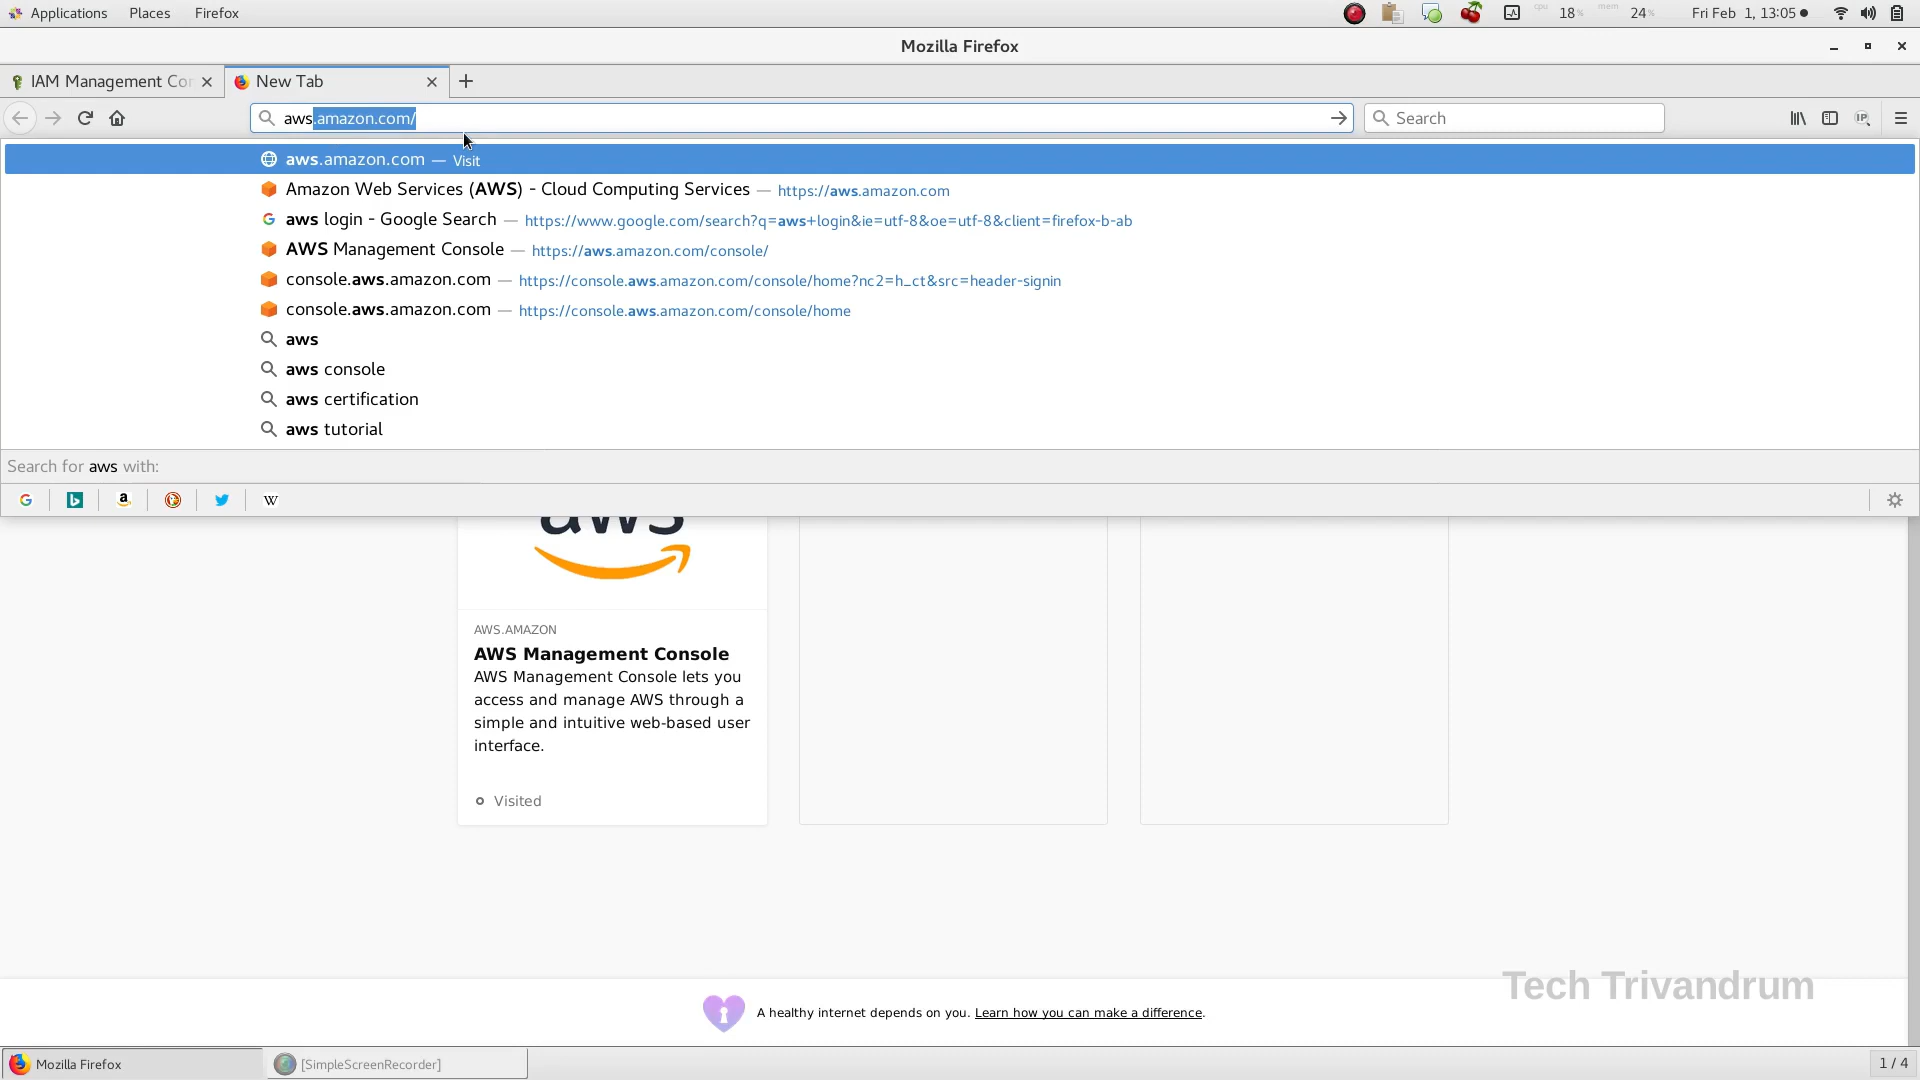 Applications Places Firefox cpu 18% mem 24% Fri Feb 1, 13:05
Mozilla Firefox
IAM Management Con New Tab
aws.amazon.com/ Search IP
aws.amazon.com — Visit
Amazon Web Services (AWS) - Cloud Computing Services — https://aws.amazon.com
aws login - Google Search — https://www.google.com/search?q=aws+login&ie=utf-8&oe=utf-8&client=firefox-b-ab
AWS Management Console — https://aws.amazon.com/console/
console.aws.amazon.com — https://console.aws.amazon.com/console/home?nc2=h_ct&src=header-signin
console.aws.amazon.com — https://console.aws.amazon.com/console/home
aws
aws console
aws certification
aws tutorial
Search for aws with:
aws
AWS.AMAZON
AWS Management Console
AWS Management Console lets you
access and manage AWS through a
simple and intuitive web-based user
interface.
Visited
Tech Trivandrum
A healthy internet depends on you. Learn how you can make a difference.
Mozilla Firefox [SimpleScreenRecorder] 1 / 4